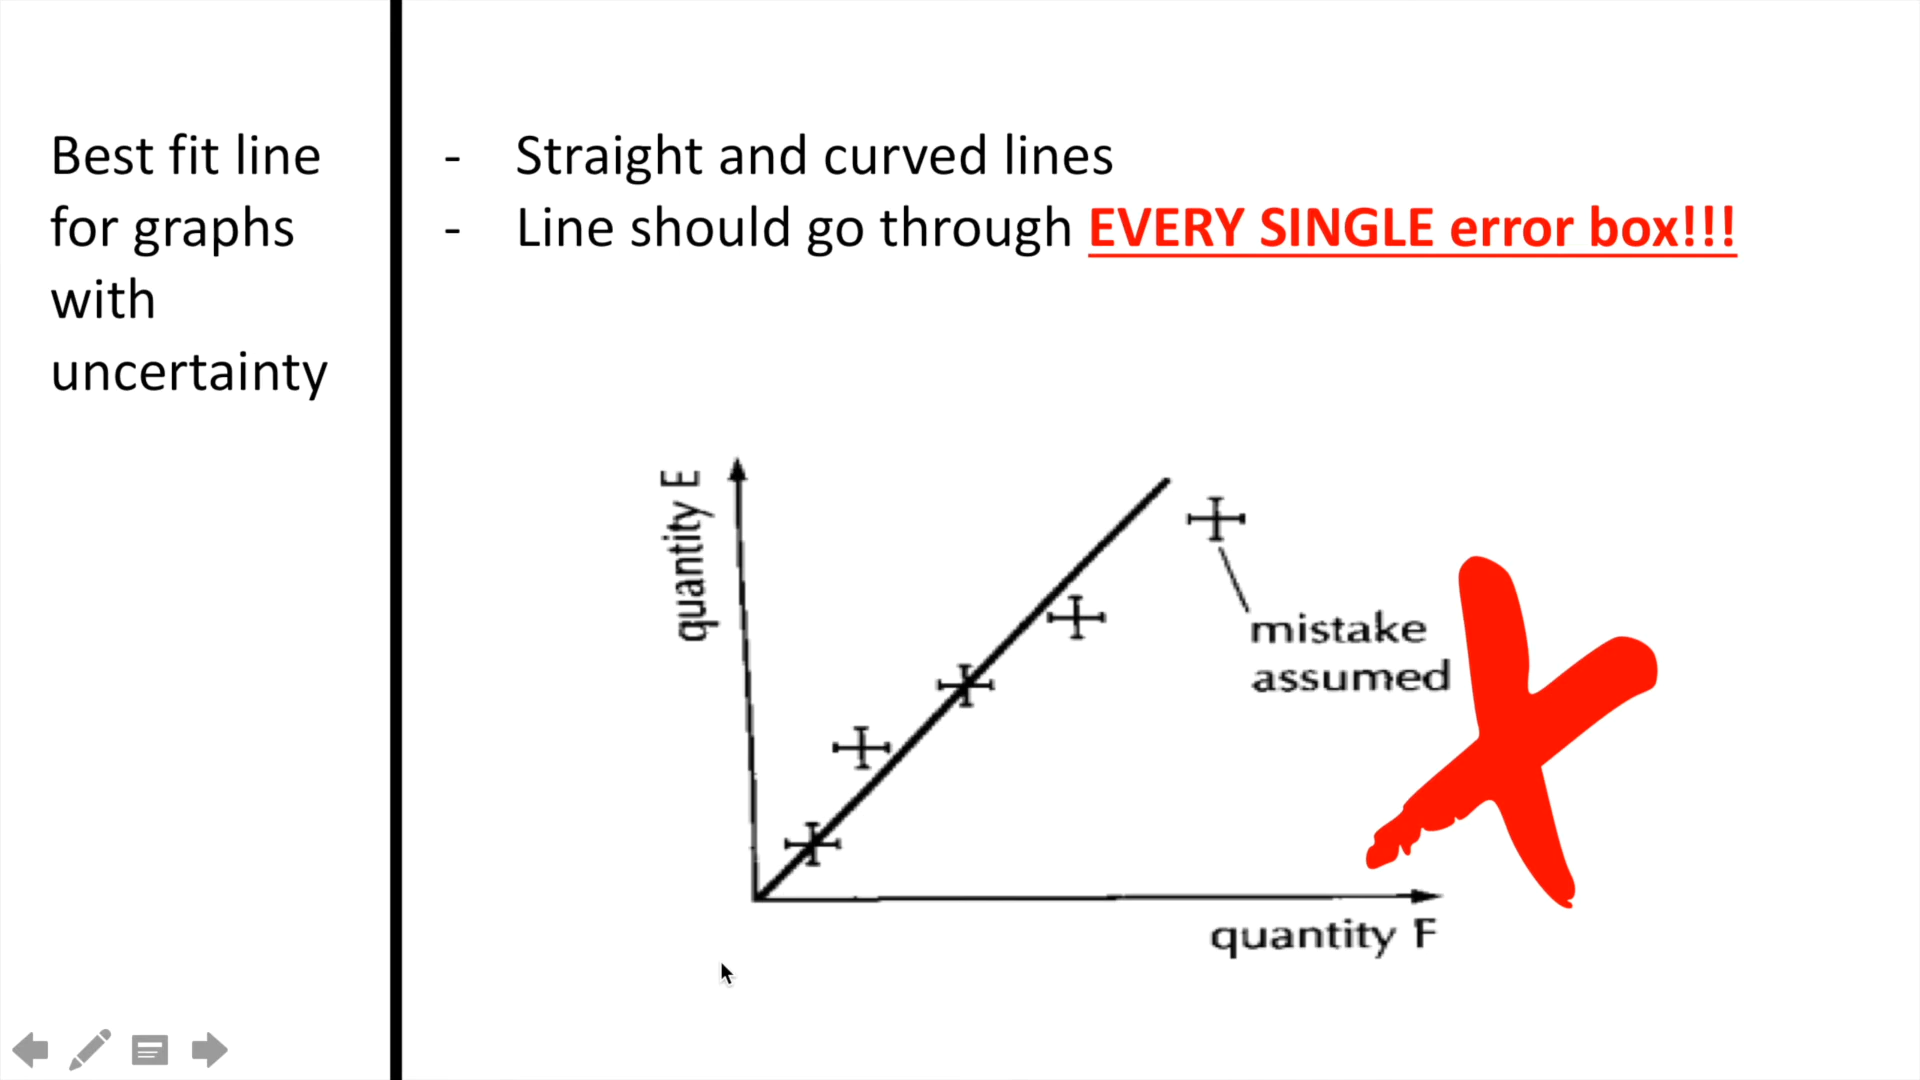 Best fit line
for graphs
with
uncertainty
- Straight and curved lines
- Line should go through EVERY SINGLE error box!!!
quantity E
mistake
assumed
quantity F